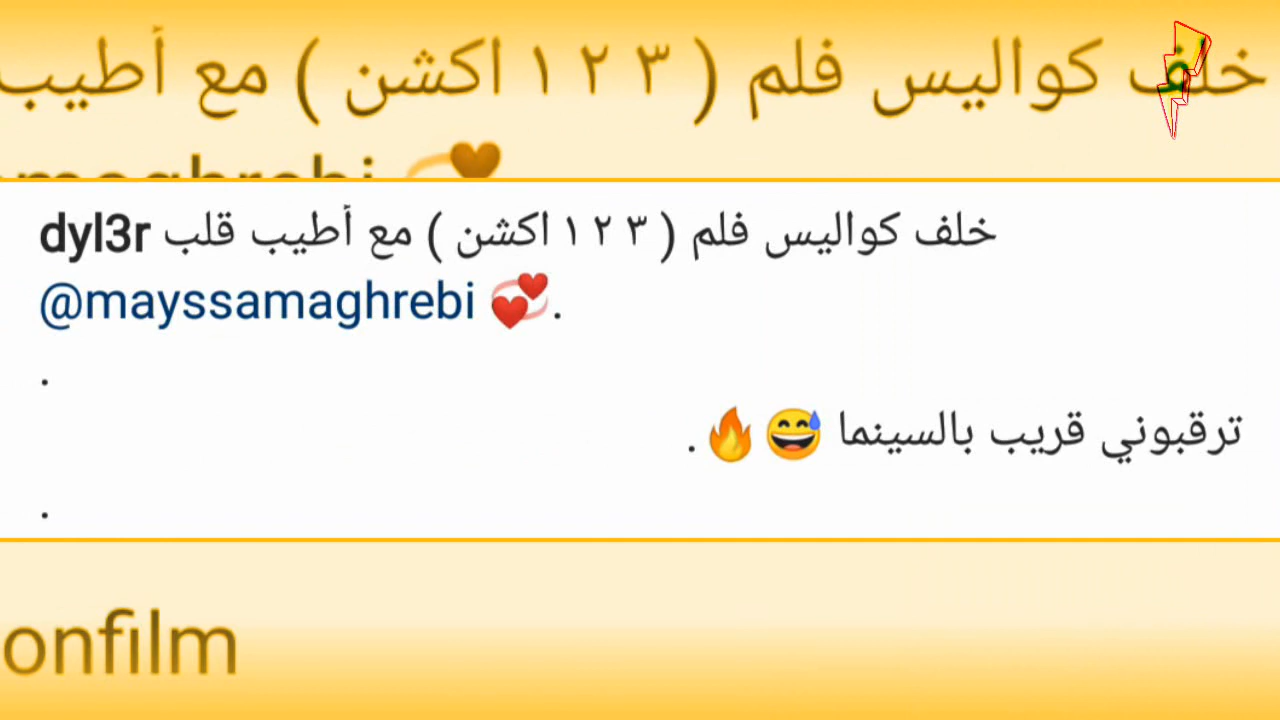 خلف كواليس فلم ( ٣ ٢ ١ اكشن ) مع أطيب
maghrebi 💞
dyl3r خلف كواليس فلم ( ٣ ٢ ١ اكشن ) مع أطيب قلب
@mayssamaghrebi 💞.
.
ترقبوني قريب بالسينما 😅🔥.
.
onfilm